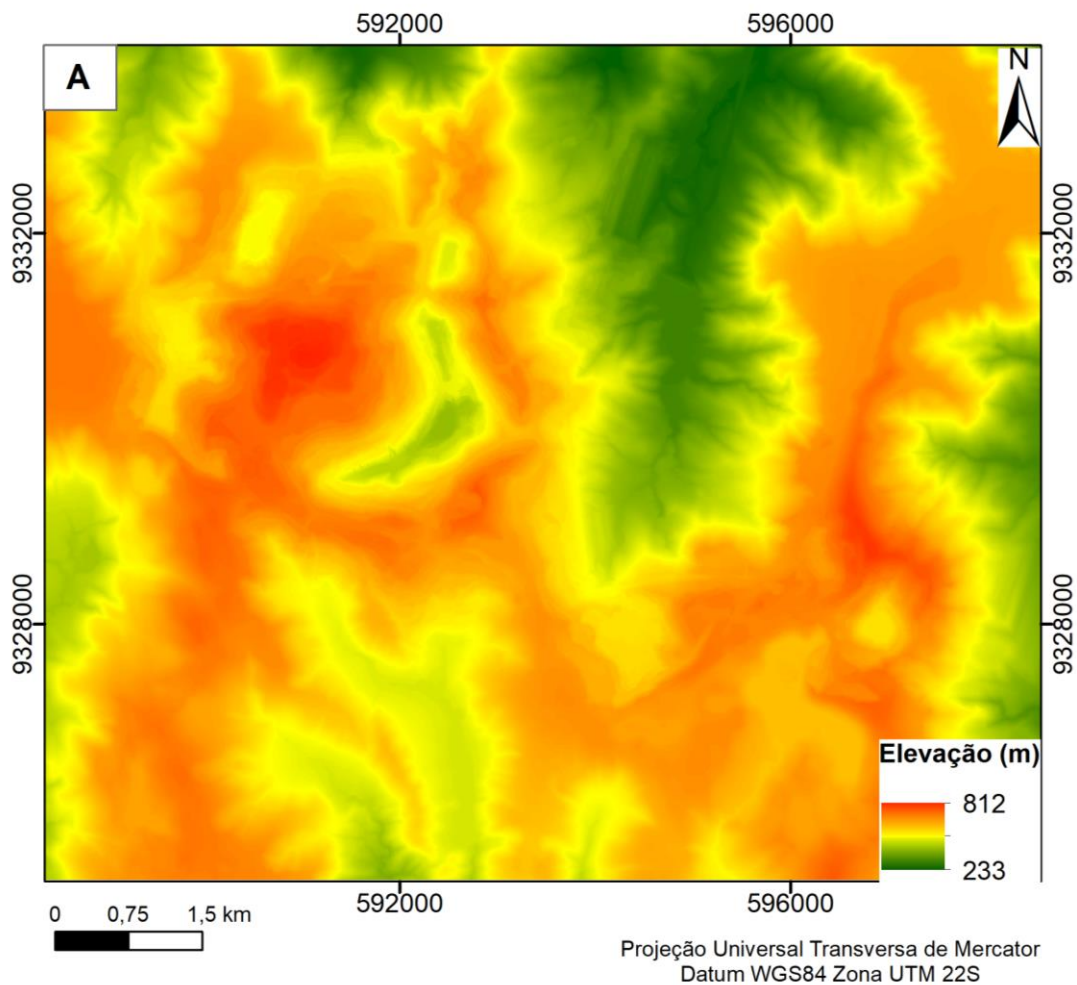 592000 596000
A
N
9332000 9332000
9328000 9328000
Elevação (m)
812
233
592000 596000
0 0,75 1,5 km
Projeção Universal Transversa de Mercator
Datum WGS84 Zona UTM 22S